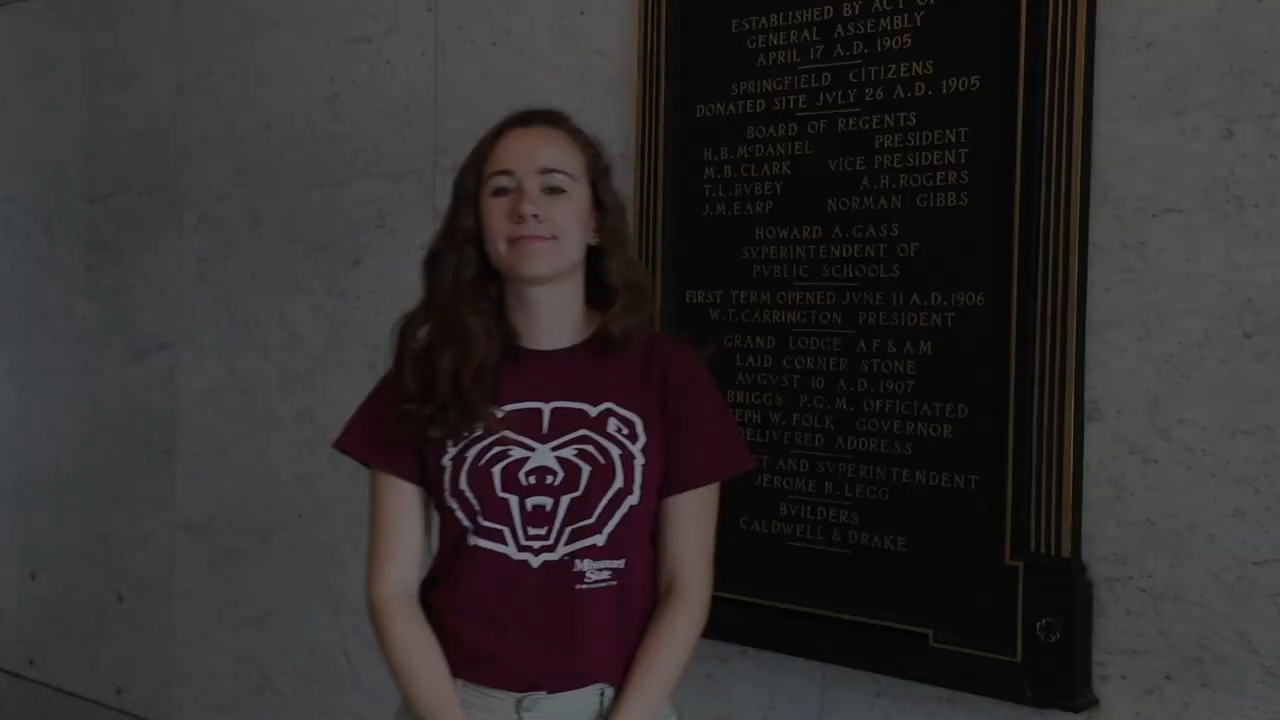 ESTABLISHED BY ACT OF
GENERAL ASSEMBLY
APRIL 17 A.D. 1905
SPRINGFIELD CITIZENS
DONATED SITE JVLY 26 A.D. 1905
BOARD OF REGENTS
H.B. McDANIEL PRESIDENT
M.B. CLARK VICE PRESIDENT
T.L. RVBEY A.H. ROGERS
J.M. EARP NORMAN GIBBS
HOWARD A. GASS
SVPERINTENDENT OF
PVBLIC SCHOOLS
FIRST TERM OPENED JVNE 11 A.D. 1906
W.T. CARRINGTON PRESIDENT
GRAND LODGE A F & A M
LAID CORNER STONE
AVGVST 10 A.D. 1907
BRIGGS P.G.M. OFFICIATED
EPH W. FOLK GOVERNOR
DELIVERED ADDRESS
T AND SVPERINTENDENT
JEROME B. LEGG
BVILDERS
CALDWELL & DRAKE
Missouri
State